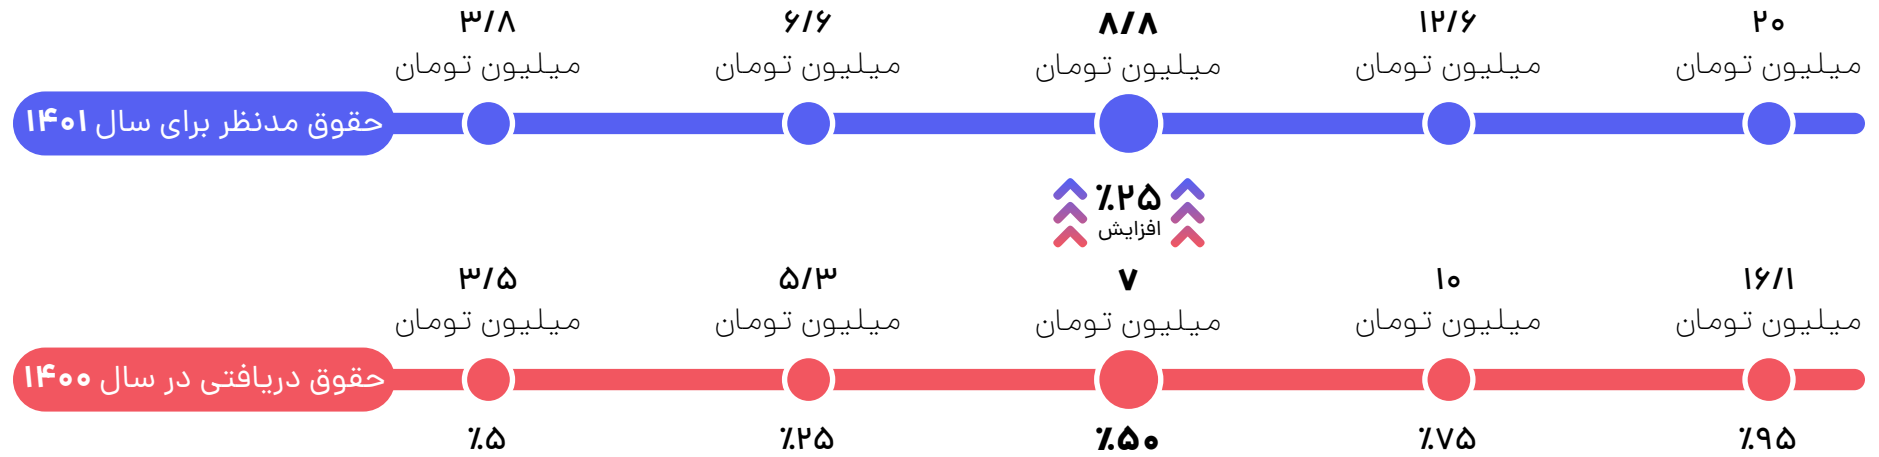 ۳/۸
میلیون تومان
۶/۶
میلیون تومان
۸/۸
میلیون تومان
۱۲/۶
میلیون تومان
۲۰
میلیون تومان
حقوق مدنظر برای سال ۱۴۰۱
٪۲۵
افزایش
۳/۵
میلیون تومان
۵/۳
میلیون تومان
۷
میلیون تومان
۱۰
میلیون تومان
۱۶/۱
میلیون تومان
حقوق دریافتی در سال ۱۴۰۰
٪۵
٪۲۵
٪۵۰
٪۷۵
٪۹۵